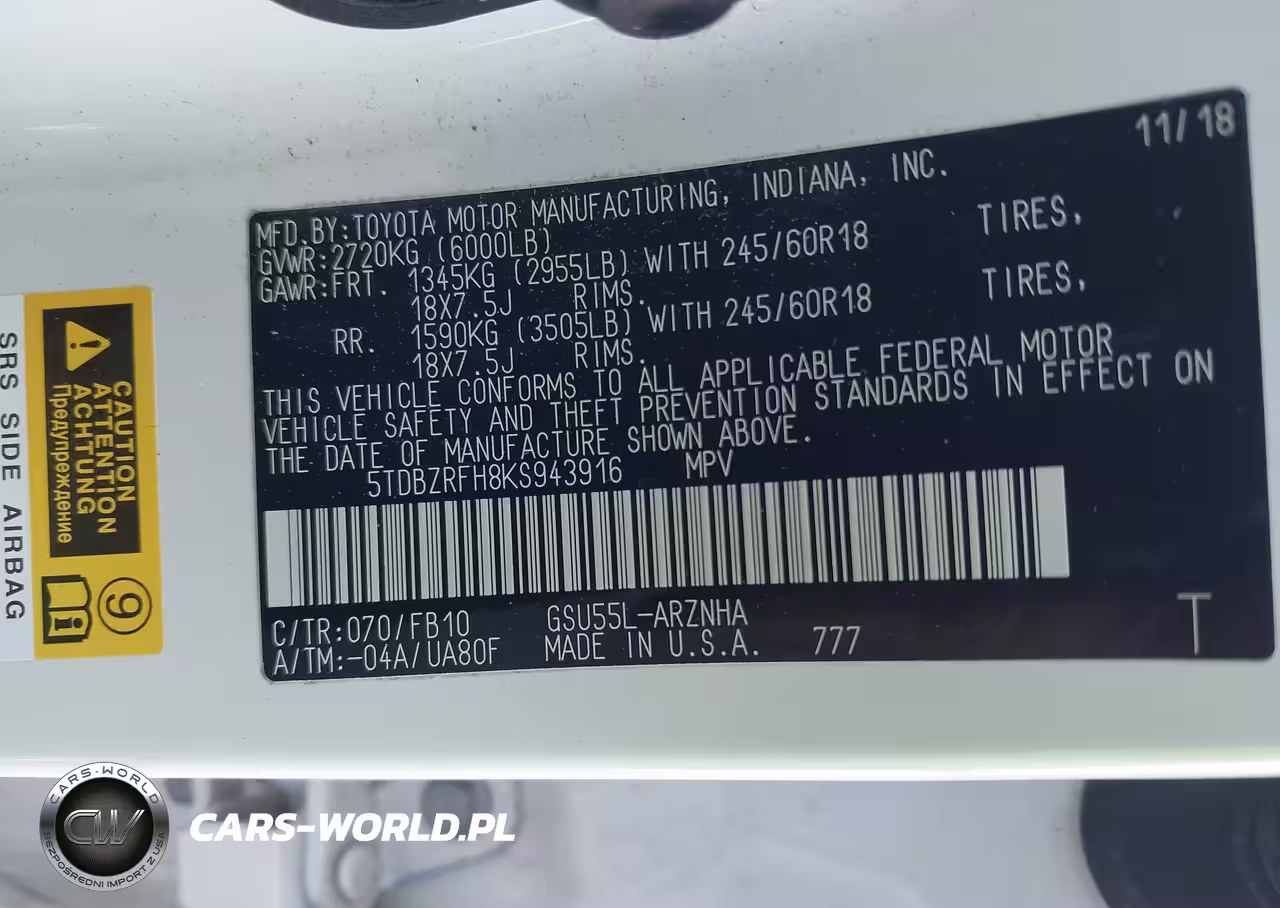 11/18
MFD.BY:TOYOTA MOTOR MANUFACTURING, INDIANA, INC.
GVWR:2720KG (6000LB)
GAWR:FRT. 1345KG (2955LB) WITH 245/60R18 TIRES,
18X7.5J RIMS.
RR. 1590KG (3505LB) WITH 245/60R18 TIRES,
18X7.5J RIMS.
THIS VEHICLE CONFORMS TO ALL APPLICABLE FEDERAL MOTOR
VEHICLE SAFETY AND THEFT PREVENTION STANDARDS IN EFFECT ON
THE DATE OF MANUFACTURE SHOWN ABOVE.
5TDBZRFH8KS943916 MPV
C/TR:070/FB10 GSU55L-ARZNHA
A/TM:-04A/UA80F MADE IN U.S.A. 777 T
SRS SIDE AIRBAG
CAUTION
ATTENTION
ACHTUNG
Предупреждение
9
i
CARS-WORLD
CW
BEZPOŚREDNI IMPORT Z USA
CARS-WORLD.PL